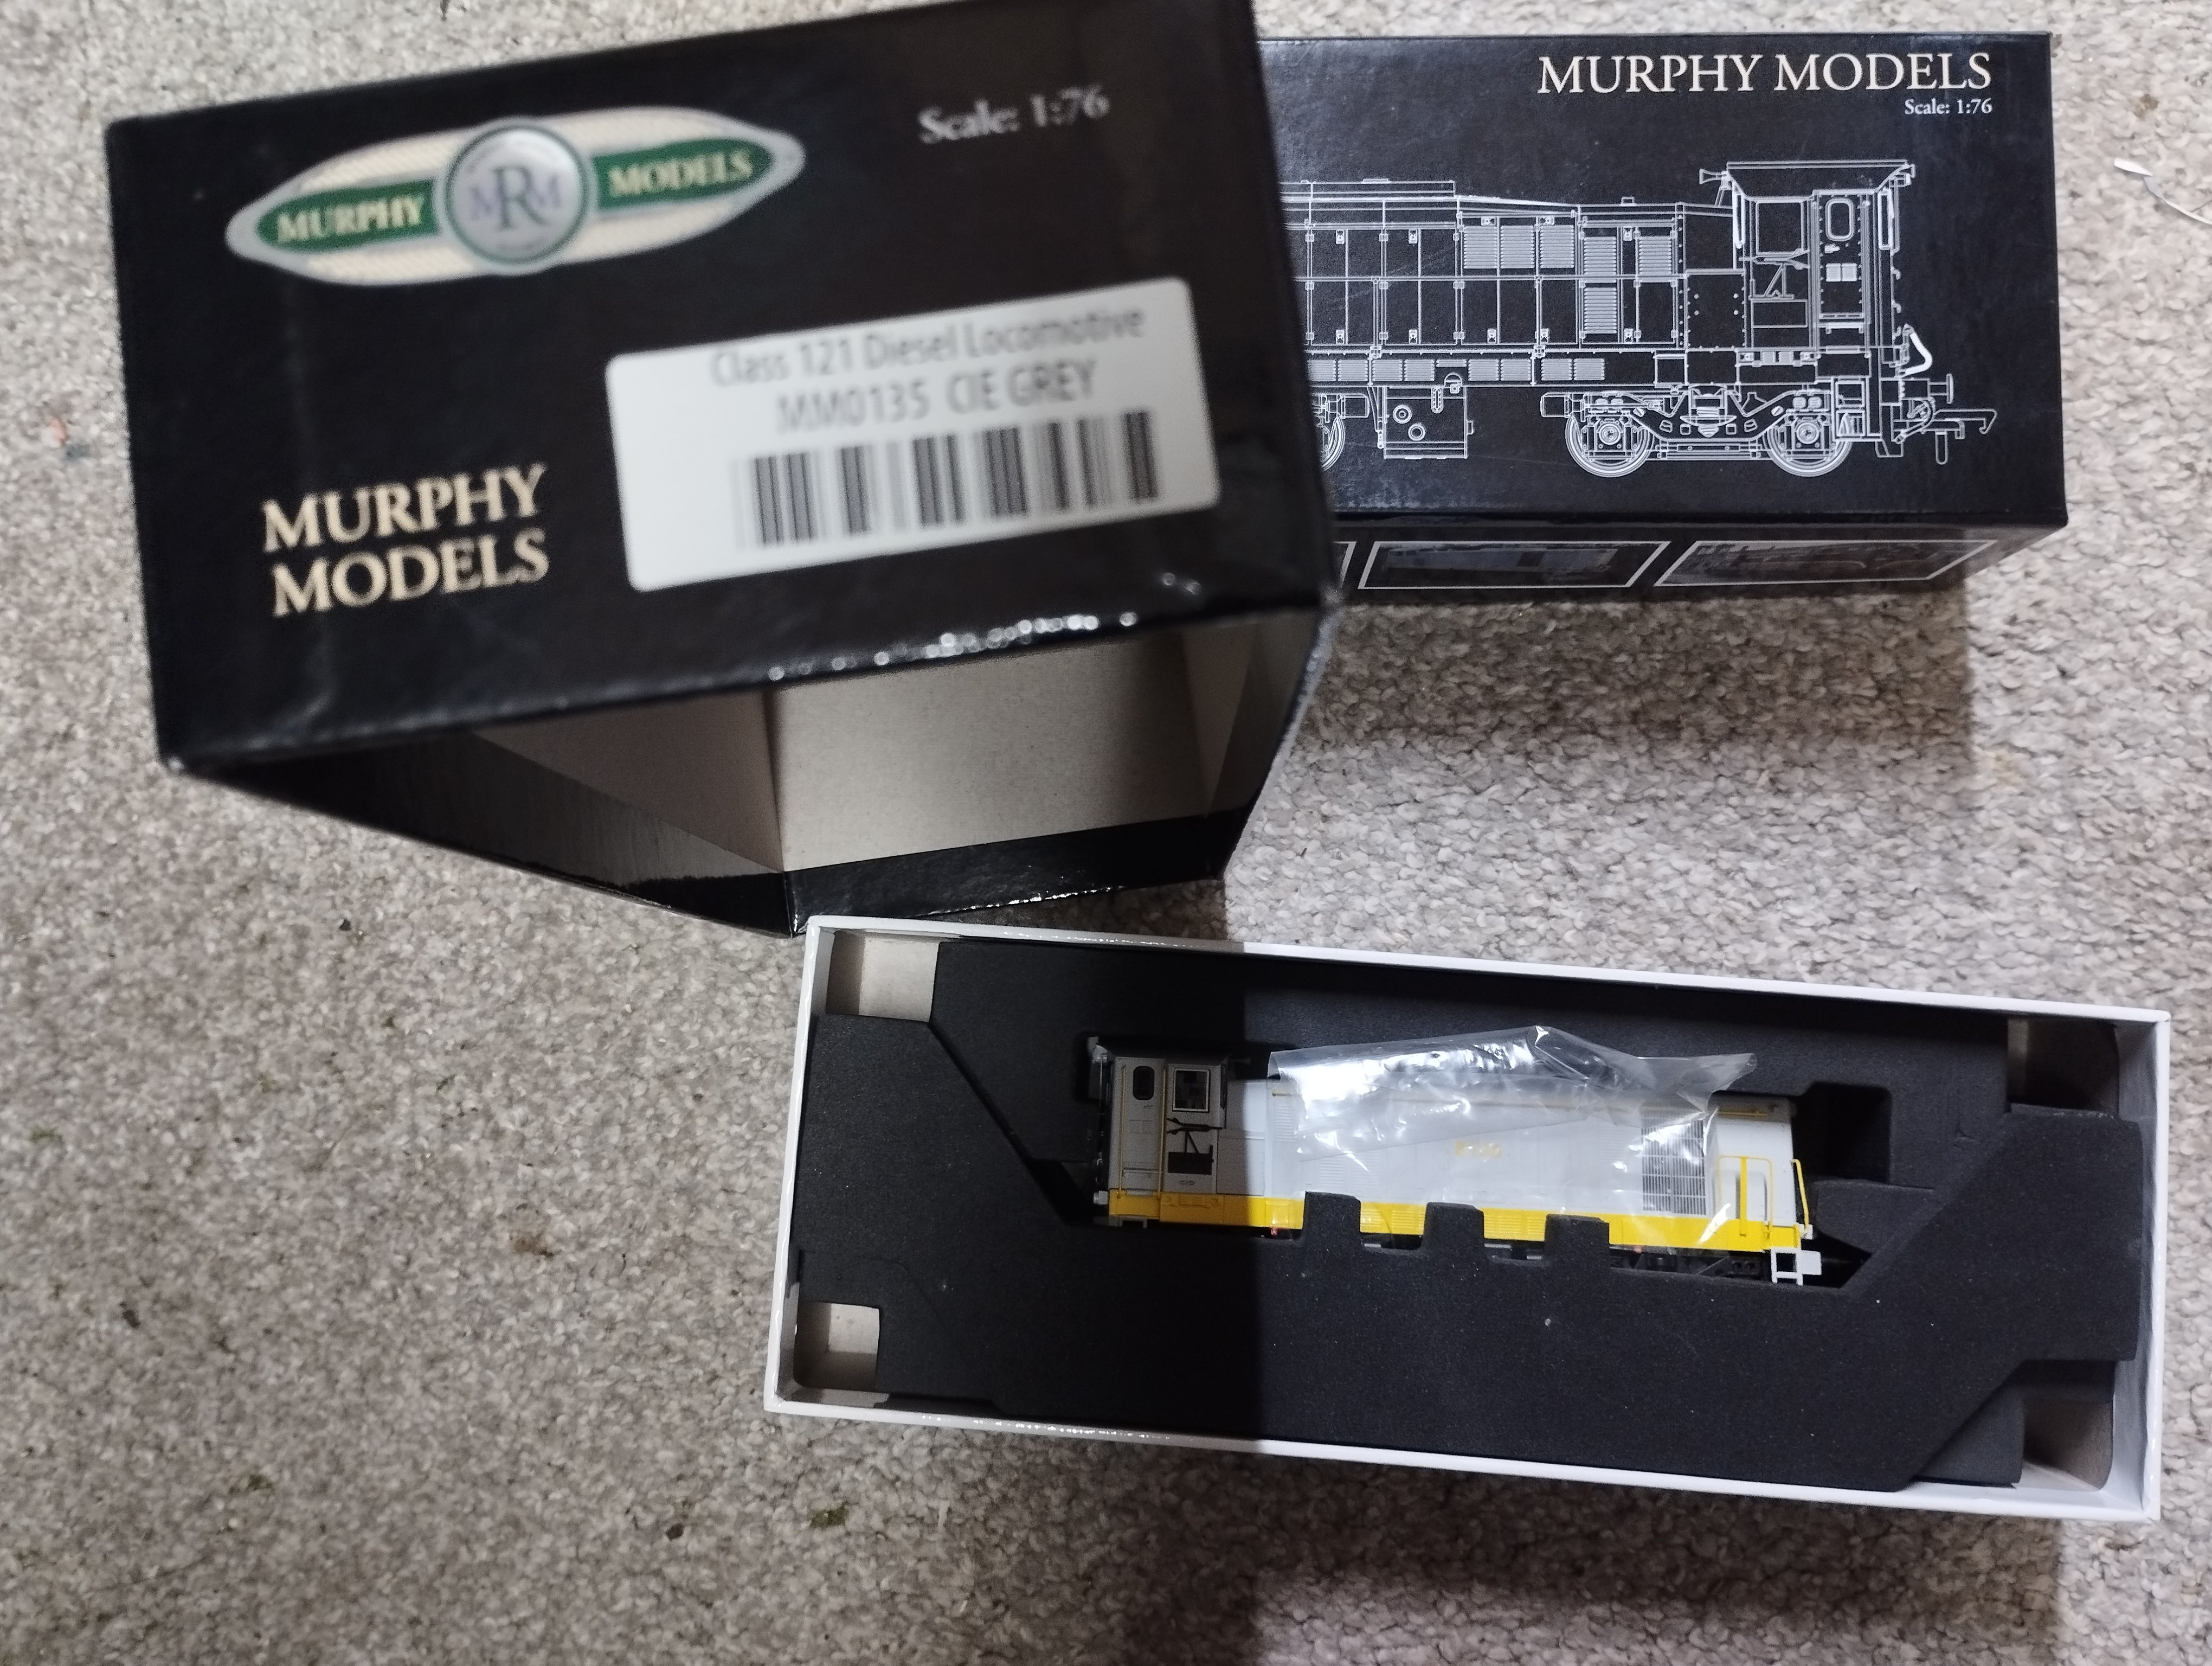 MURPHY MRM MODELS
Scale: 1:76
Class 121 Diesel Locomotive
MM0135 CIE GREY
MURPHY
MODELS
MURPHY MODELS
Scale: 1:76